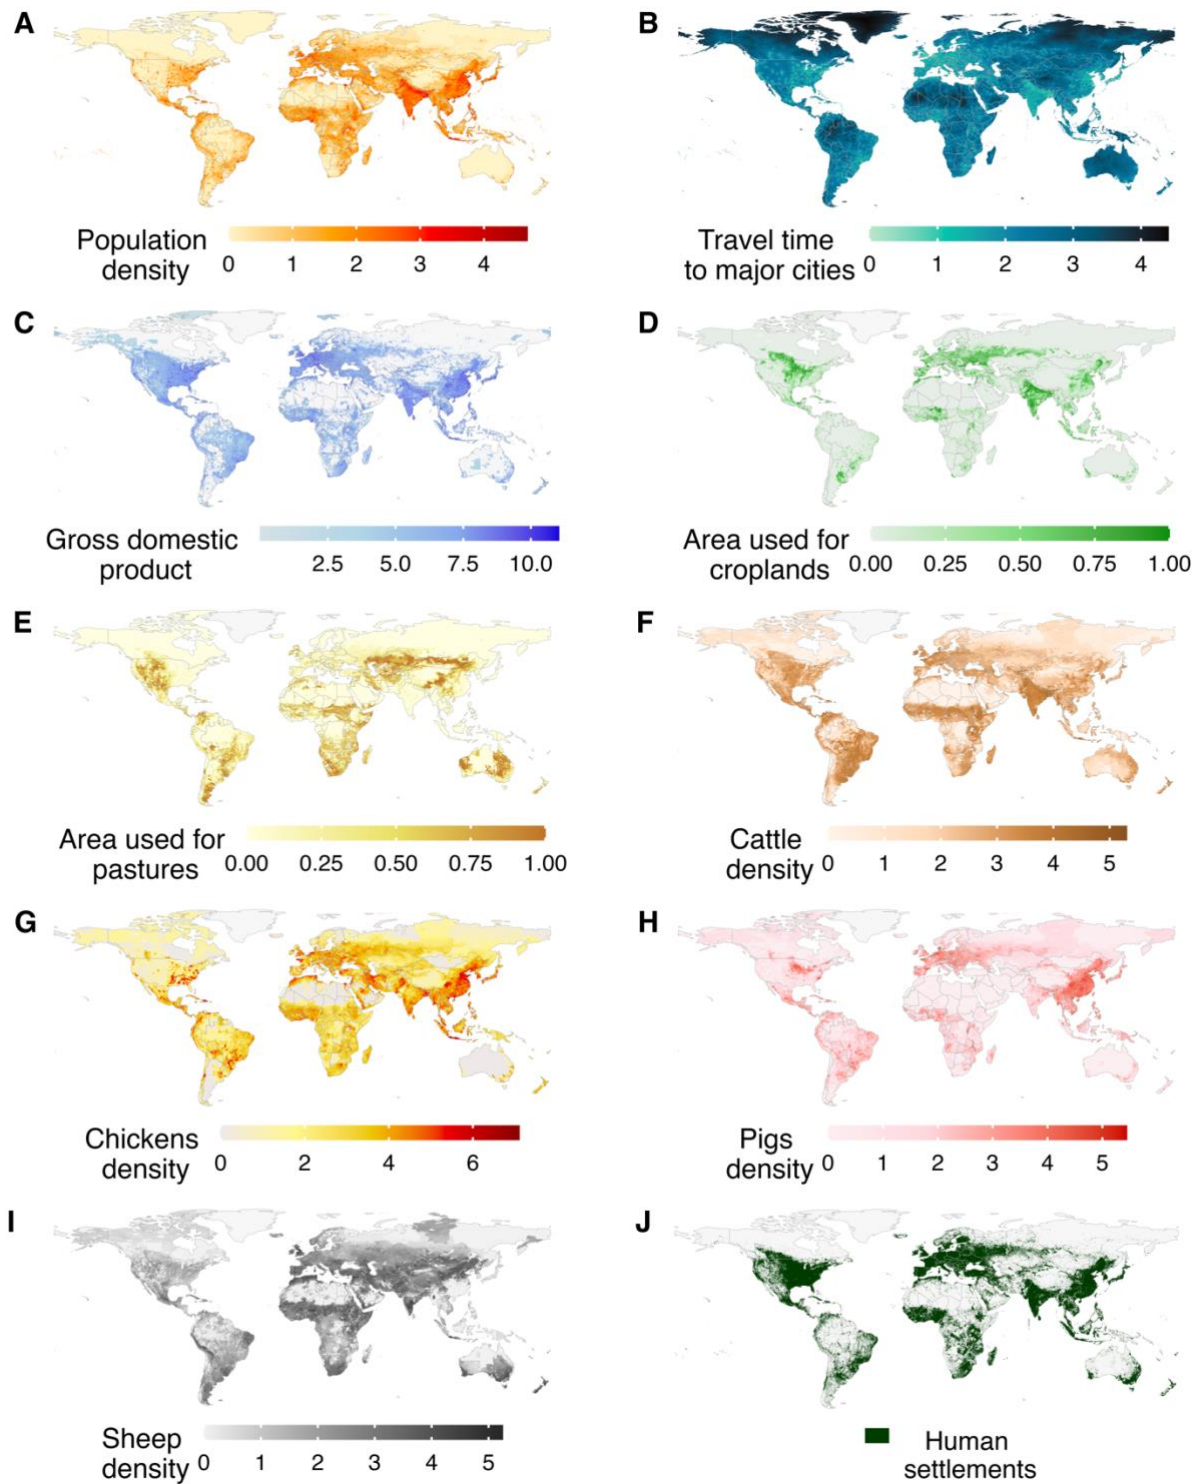 A
B
Population
density
0 1 2 3 4
Travel time
to major cities
0 1 2 3 4
C
D
Gross domestic
product
2.5 5.0 7.5 10.0
Area used for
croplands
0.00 0.25 0.50 0.75 1.00
E
F
Area used for
pastures
0.00 0.25 0.50 0.75 1.00
Cattle
density
0 1 2 3 4 5
G
H
Chickens
density
0 2 4 6
Pigs
density
0 1 2 3 4 5
I
J
Sheep
density
0 1 2 3 4 5
Human
settlements